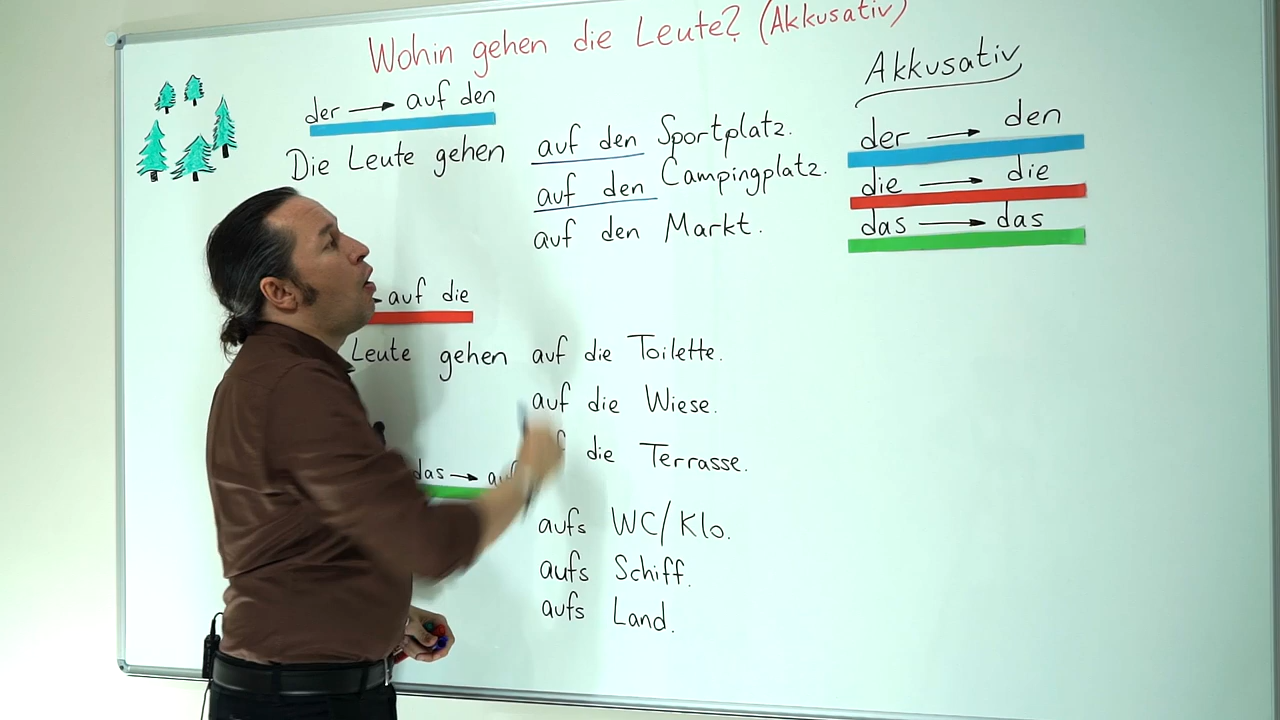 Wohin gehen die Leute? (Akkusativ)
der → auf den
Die Leute gehen auf den Sportplatz.
auf den Campingplatz.
auf den Markt.
auf die
Leute gehen auf die Toilette.
auf die Wiese.
die Terrasse.
das →
aufs WC/Klo.
aufs Schiff.
aufs Land.
Akkusativ
der → den
die → die
das → das